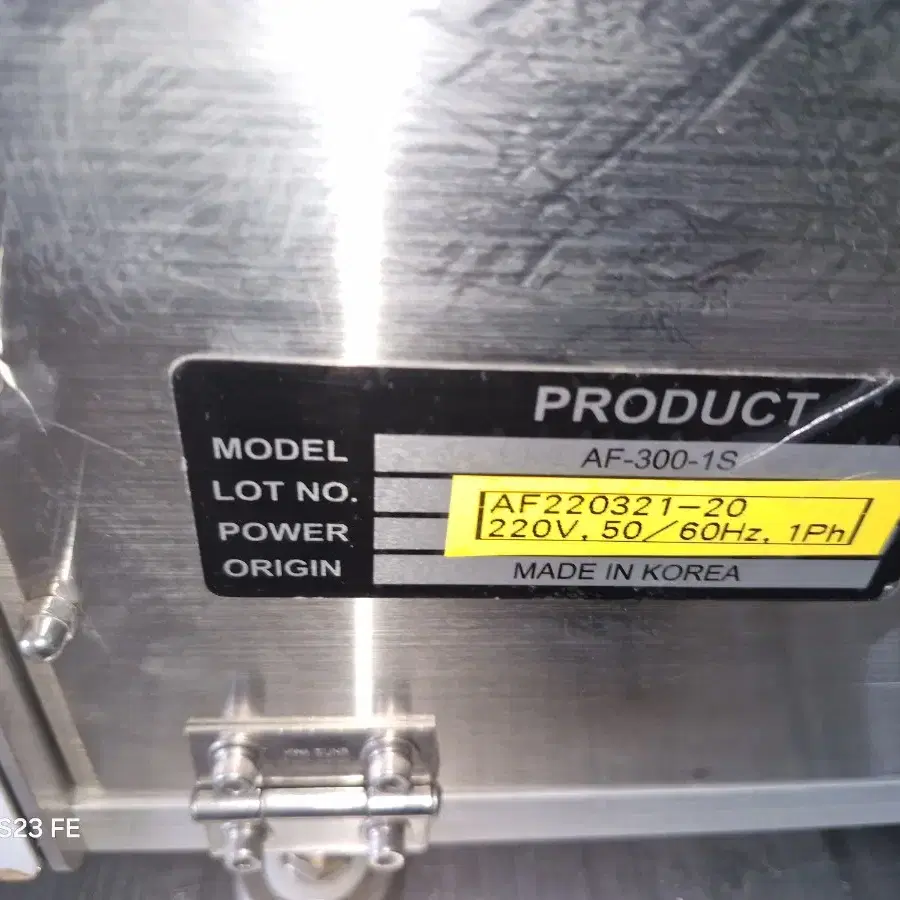 PRODUCT
MODEL AF-300-1S
LOT NO. AF220321-20
POWER 220V, 50/60Hz, 1Ph
ORIGIN MADE IN KOREA
S23 FE